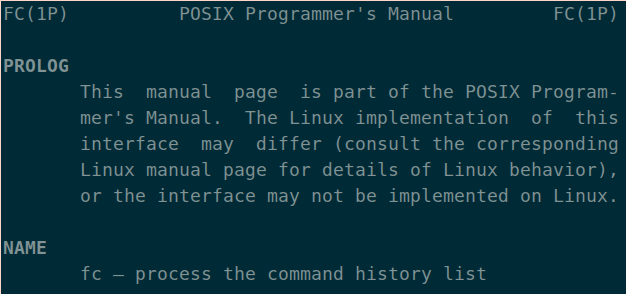 FC(1P) POSIX Programmer's Manual FC(1P)
PROLOG
This manual page is part of the POSIX Program-
mer's Manual. The Linux implementation of this
interface may differ (consult the corresponding
Linux manual page for details of Linux behavior),
or the interface may not be implemented on Linux.
NAME
fc — process the command history list